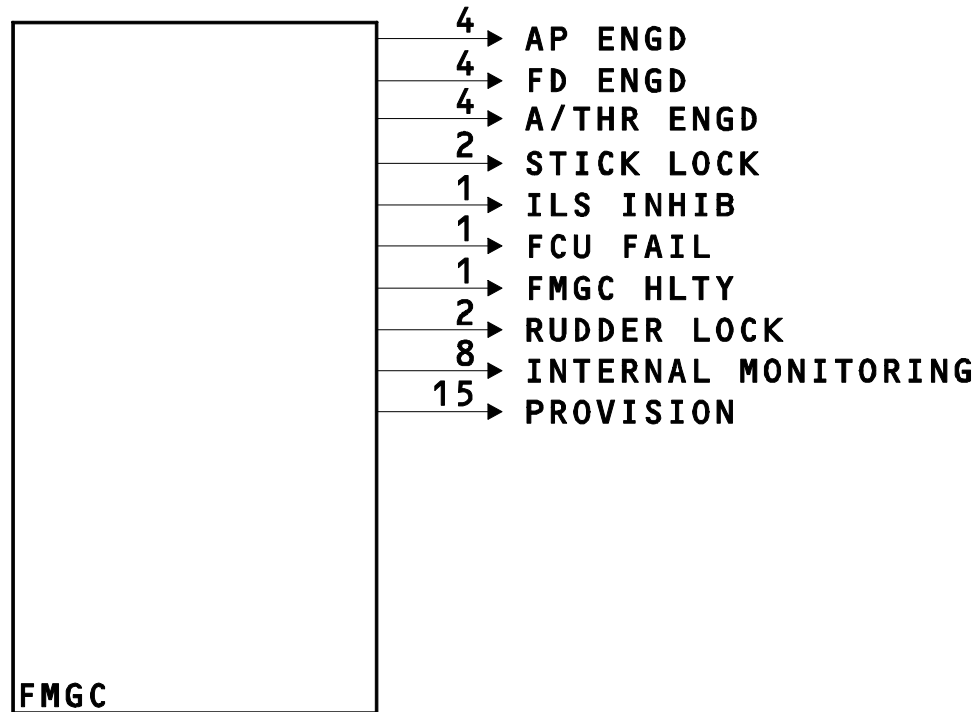 4 AP ENGD
4 FD ENGD
4 A/THR ENGD
2 STICK LOCK
1 ILS INHIB
1 FCU FAIL
1 FMGC HLTY
2 RUDDER LOCK
8 INTERNAL MONITORING
15 PROVISION
FMGC